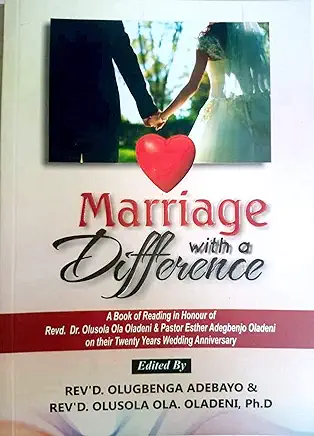 Marriage
with a
Difference
A Book of Reading in Honour of
Revd. Dr. Olusola Ola Oladeni & Pastor Esther Adegbenjo Oladeni
on their Twenty Years Wedding Anniversary
Edited By
REV'D. OLUGBENGA ADEBAYO &
REV'D. OLUSOLA OLA. OLADENI, Ph.D